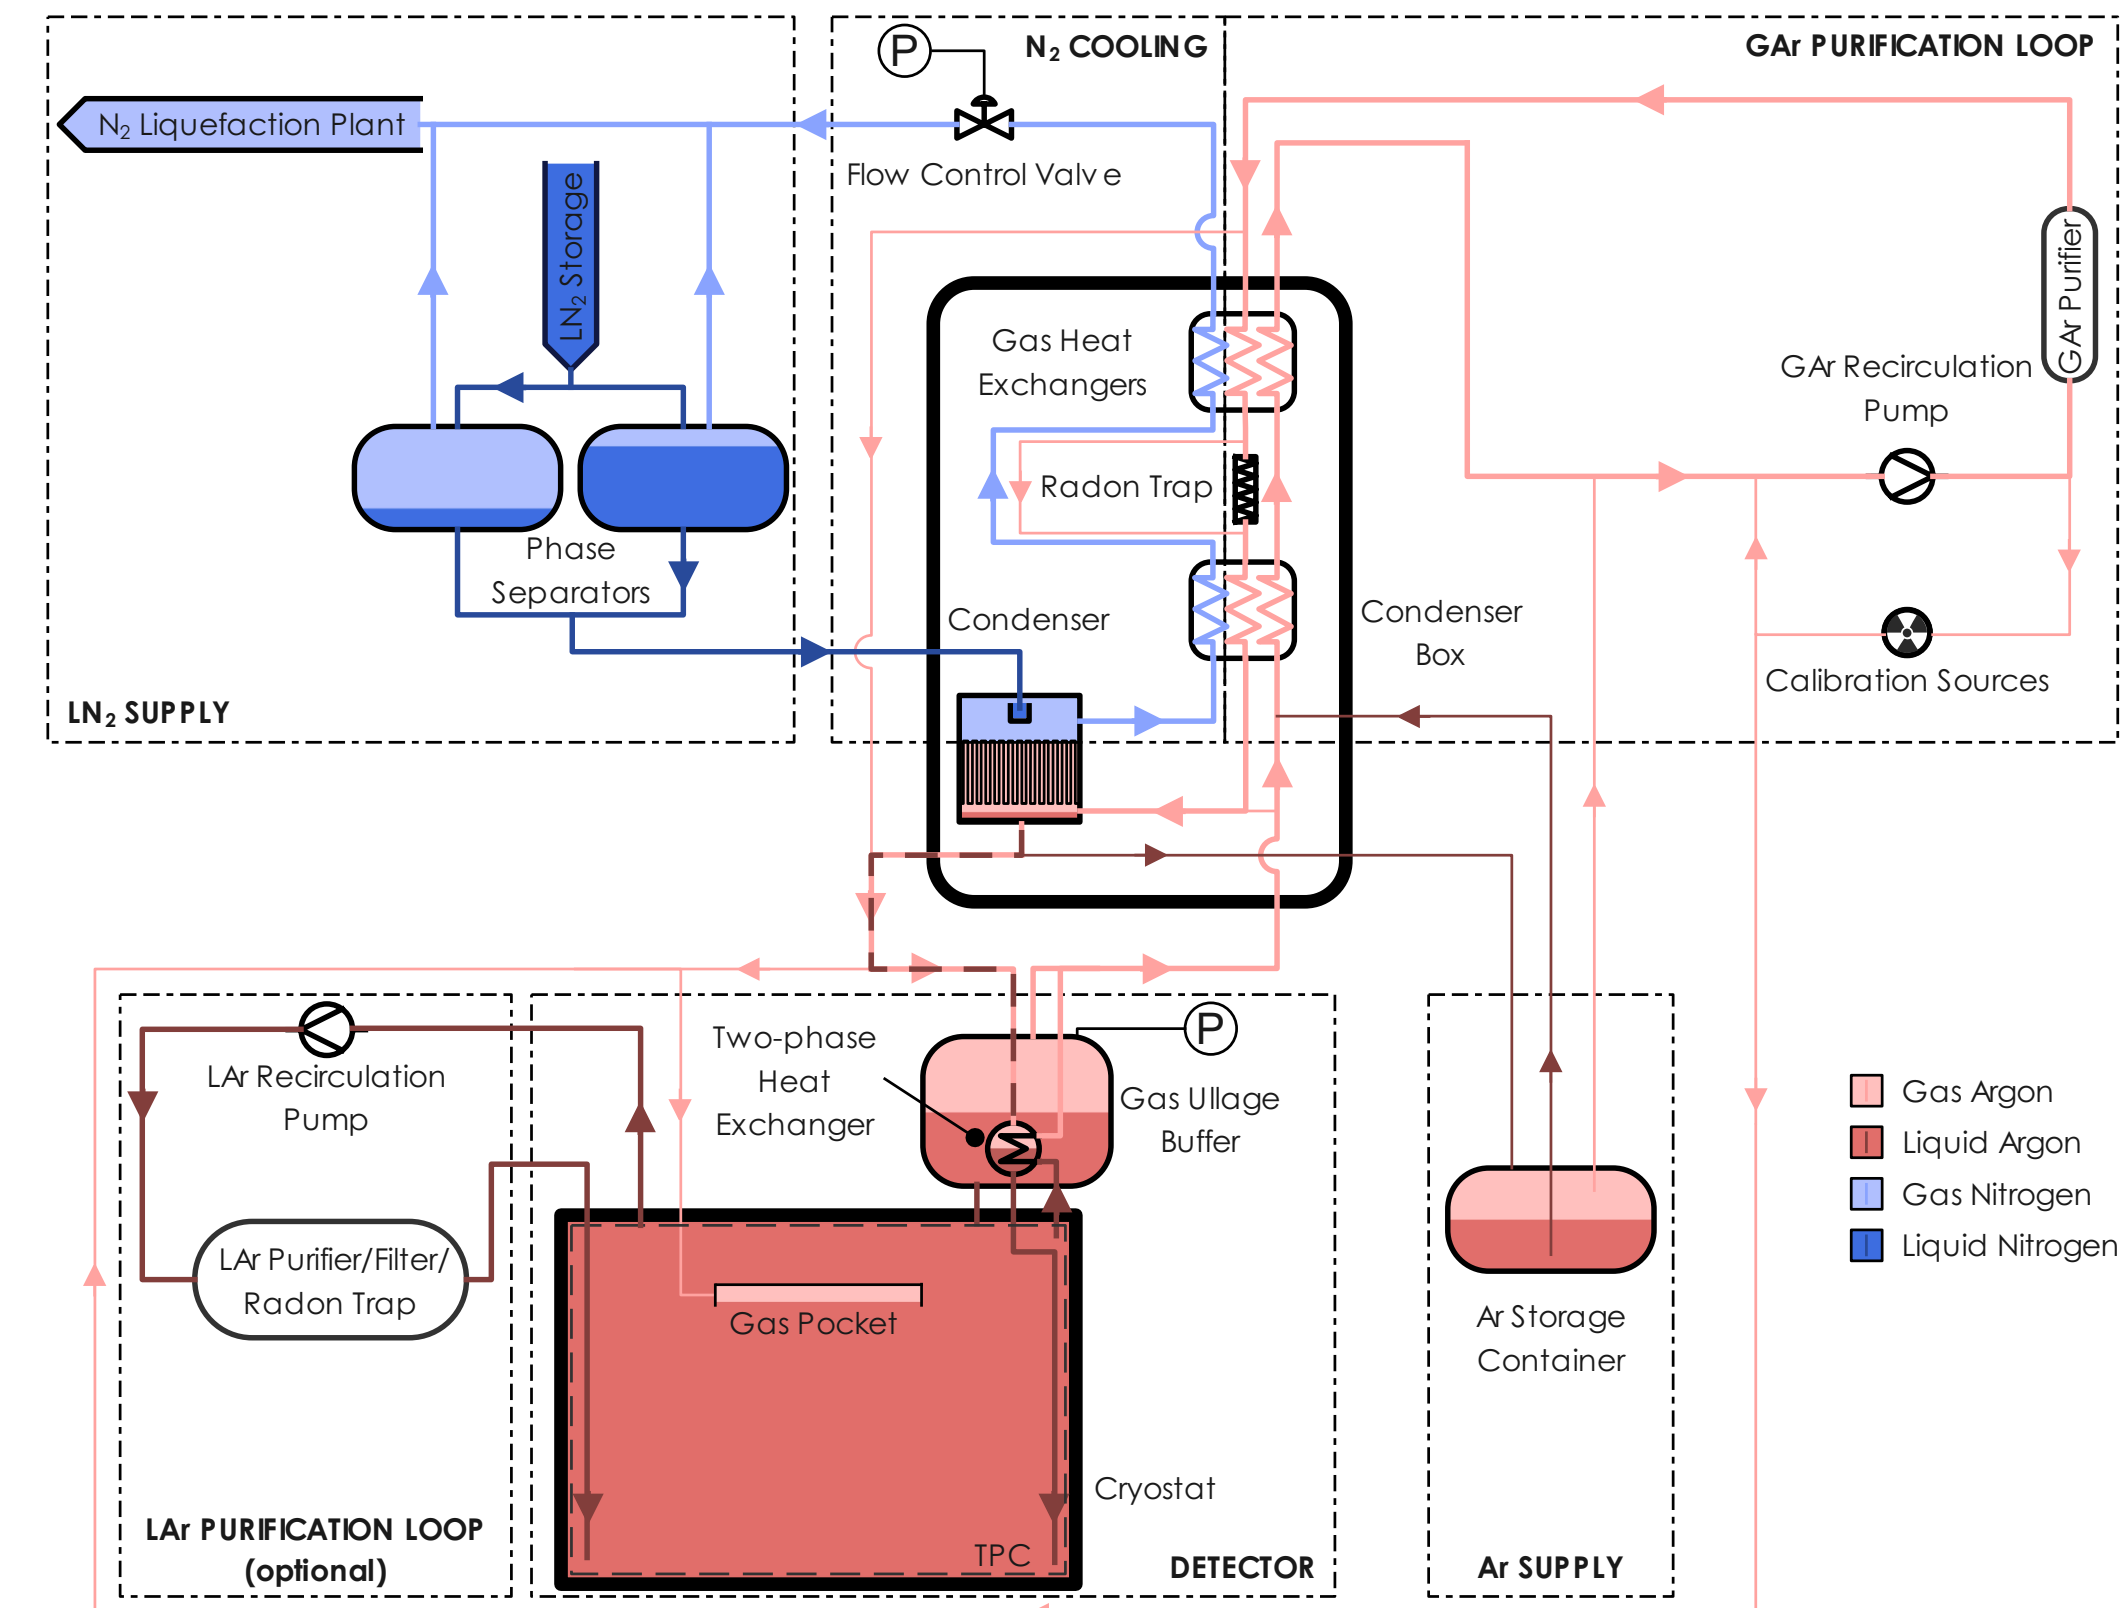 P
N₂ COOLING
GAr PURIFICATION LOOP
N₂ Liquefaction Plant
Flow Control Valve
LN₂ Storage
GAr Purifier
Gas Heat
Exchangers
GAr Recirculation
Pump
Radon Trap
Phase
Separators
Condenser
Condenser
Box
Calibration Sources
LN₂ SUPPLY
Two-phase
Heat
Exchanger
P
LAr Recirculation
Pump
Gas Ullage
Buffer
Gas Argon
Liquid Argon
Gas Nitrogen
Liquid Nitrogen
LAr Purifier/Filter/
Radon Trap
Gas Pocket
Ar Storage
Container
Cryostat
LAr PURIFICATION LOOP
(optional)
TPC
DETECTOR
Ar SUPPLY